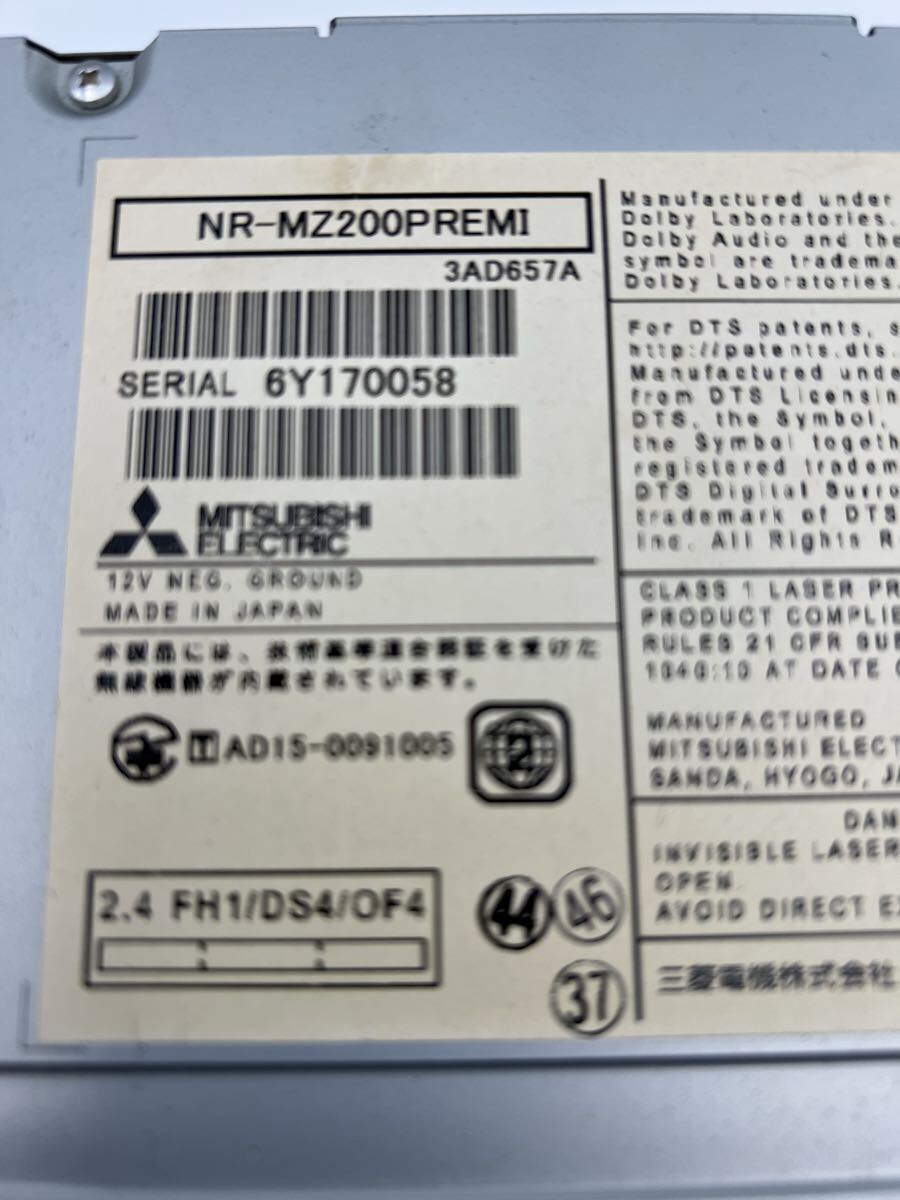 NR-MZ200PREMI
3AD657A
SERIAL 6Y170058
MITSUBISHI
ELECTRIC
12V NEG. GROUND
MADE IN JAPAN
本製品には、技術基準適合認証を受けた
無線機器が内蔵されています。
T AD15-0091005
2
2.4 FH1/DS4/OF4
44 46
37
Manufactured under
Dolby Laboratories.
Dolby Audio and the
symbol are tradema
Dolby Laboratories.
For DTS patents, s
http://patents.dts.
Manufactured unde
from DTS Licensin
DTS, the Symbol,
the Symbol togeth
registered tradem
DTS Digital Surro
trademark of DTS
Inc. All Rights R
CLASS 1 LASER PR
PRODUCT COMPLIE
RULES 21 CFR SUB
1040:10 AT DATE O
MANUFACTURED
MITSUBISHI ELECT
SANDA, HYOGO, JA
DAN
INVISIBLE LASER
OPEN.
AVOID DIRECT EX
三菱電機株式会社